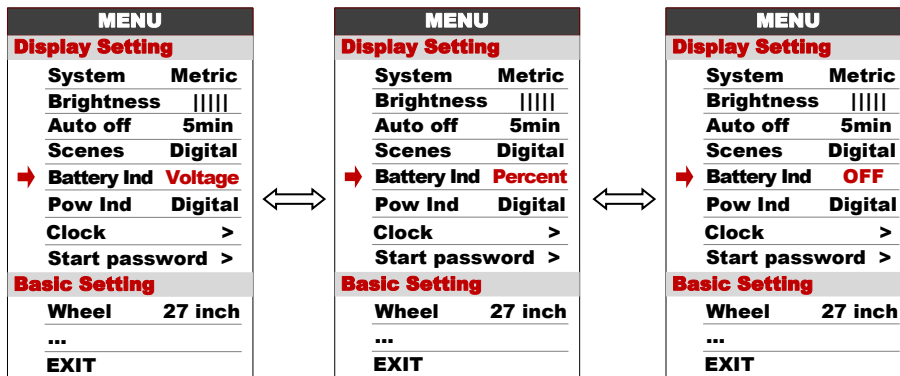 MENU
Display Setting
System Metric
Brightness |||||
Auto off 5min
Scenes Digital
Battery Ind Voltage
Pow Ind Digital
Clock >
Start password >
Basic Setting
Wheel 27 inch
...
EXIT
MENU
Display Setting
System Metric
Brightness |||||
Auto off 5min
Scenes Digital
Battery Ind Percent
Pow Ind Digital
Clock >
Start password >
Basic Setting
Wheel 27 inch
...
EXIT
MENU
Display Setting
System Metric
Brightness |||||
Auto off 5min
Scenes Digital
Battery Ind OFF
Pow Ind Digital
Clock >
Start password >
Basic Setting
Wheel 27 inch
...
EXIT